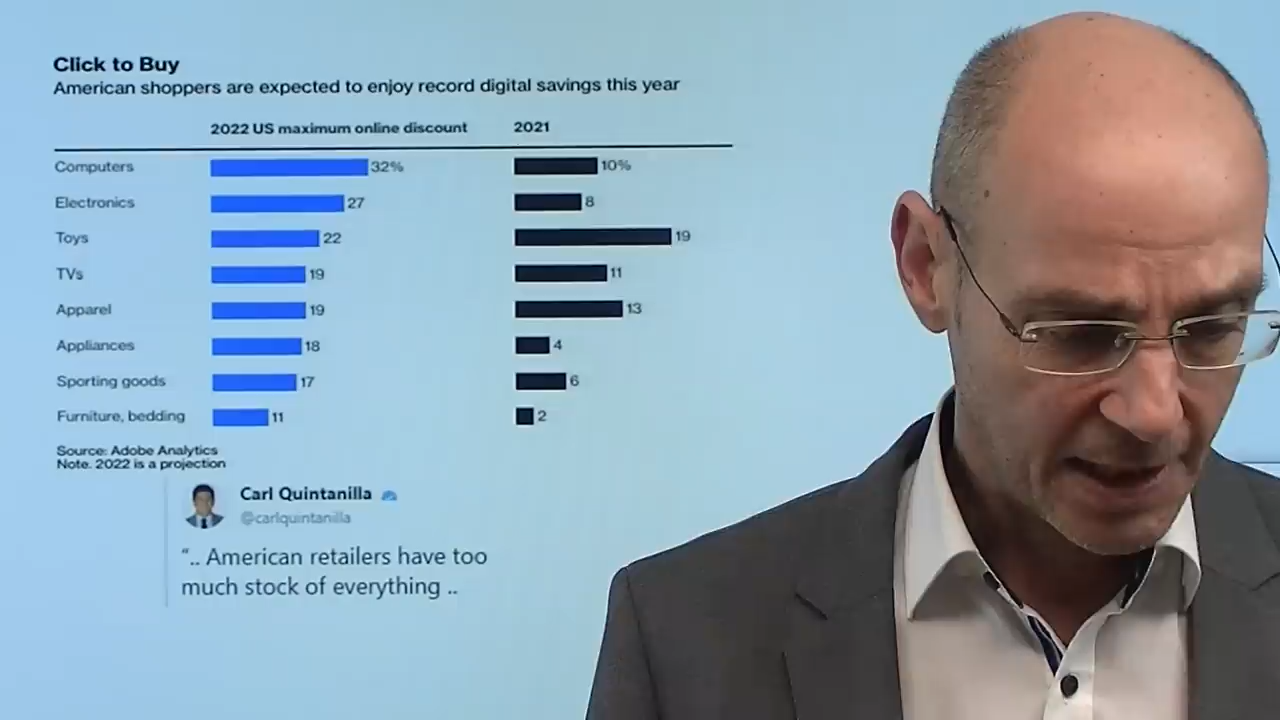 Click to Buy
American shoppers are expected to enjoy record digital savings this year
2022 US maximum online discount 2021
Computers 32% 10%
Electronics 27 8
Toys 22 19
TVs 19 11
Apparel 19 13
Appliances 18 4
Sporting goods 17 6
Furniture, bedding 11 2
Source: Adobe Analytics
Note. 2022 is a projection
Carl Quintanilla
@carlquintanilla
".. American retailers have too
much stock of everything ..